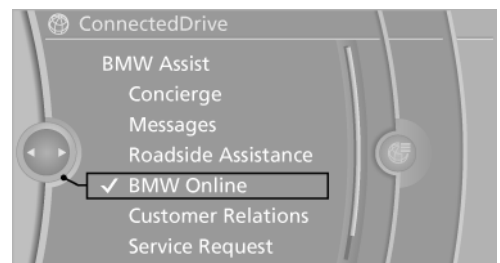 ConnectedDrive
BMW Assist
Concierge
Messages
Roadside Assistance
✓ BMW Online
Customer Relations
Service Request